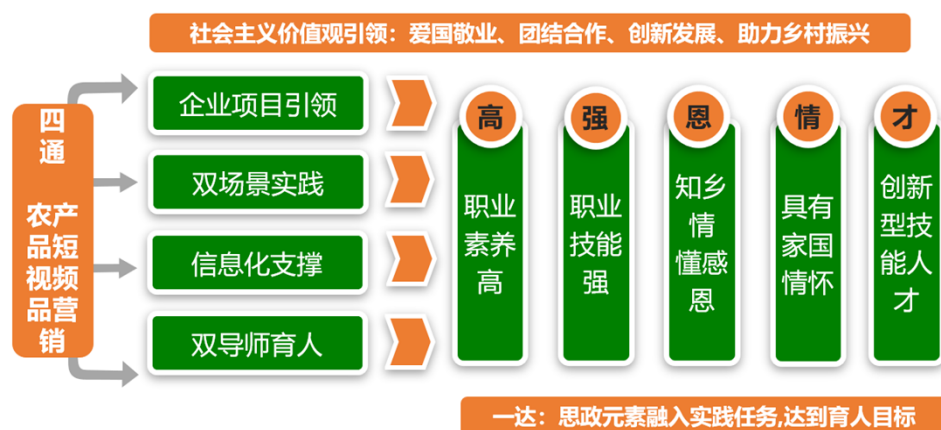 社会主义价值观引领：爱国敬业、团结合作、创新发展、助力乡村振兴
四
通
农产
品短
视频
品营
销
企业项目引领
双场景实践
信息化支撑
双导师育人
高
职业
素养
高
强
职业
技能
强
恩
知乡
情
懂感
恩
情
具有
家国
情怀
才
创新
型技
能人
才
一达：思政元素融入实践任务,达到育人目标